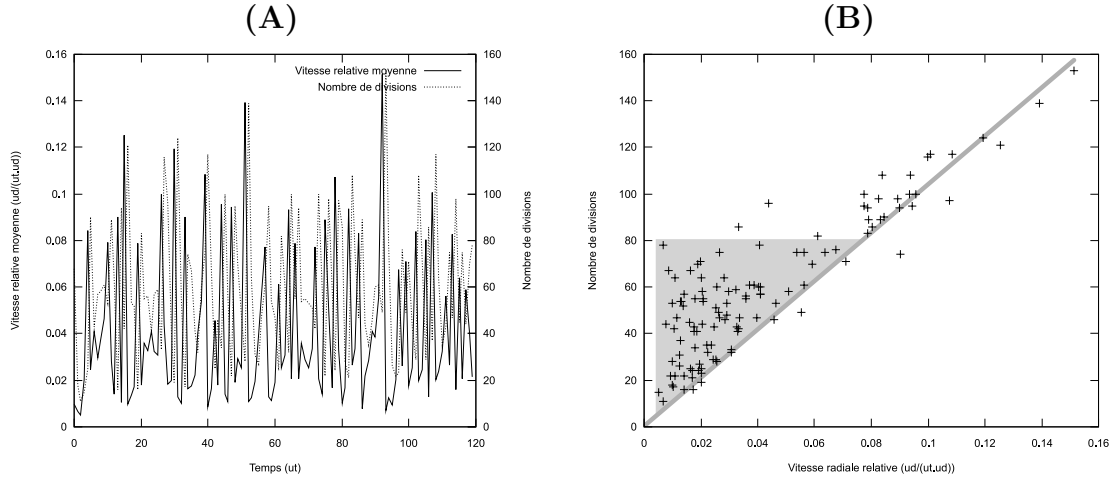 (A)
Vitesse relative moyenne (ud/(ut.ud))
0.16
0.14
0.12
0.1
0.08
0.06
0.04
0.02
0
Vitesse relative moyenne
Nombre de divisions
160
140
120
100
80
60
40
20
0
Nombre de divisions
0 20 40 60 80 100 120
Temps (ut)
(B)
Nombre de divisions
160
140
120
100
80
60
40
20
0
0 0.02 0.04 0.06 0.08 0.1 0.12 0.14 0.16
Vitesse radiale relative (ud/(ut.ud))